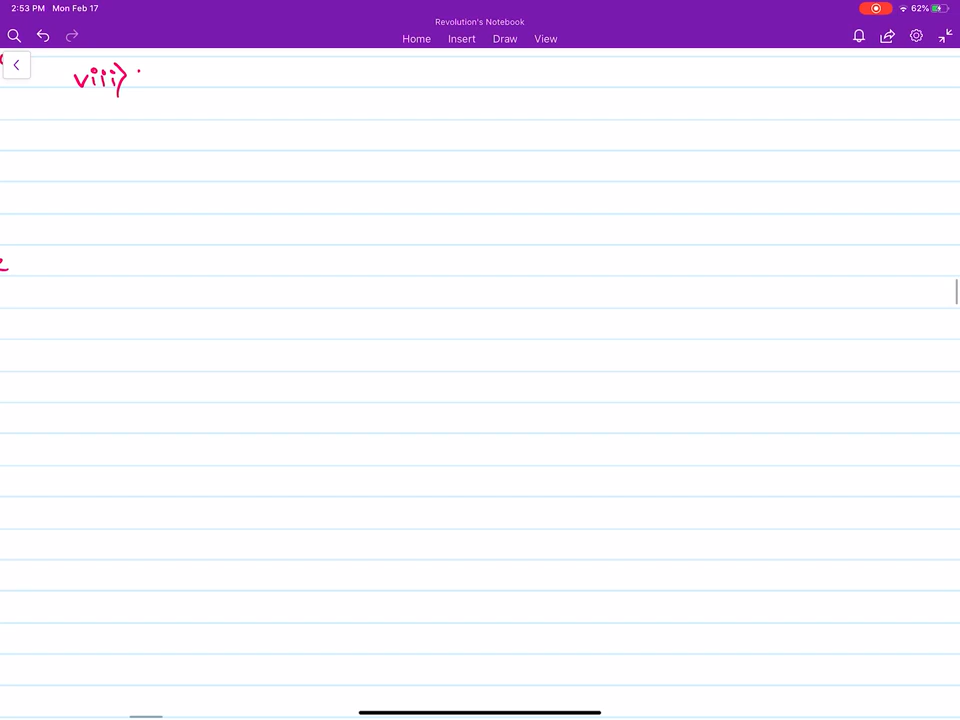 2:53 PM Mon Feb 17
62%
Revolution's Notebook
Home Insert Draw View
viii)